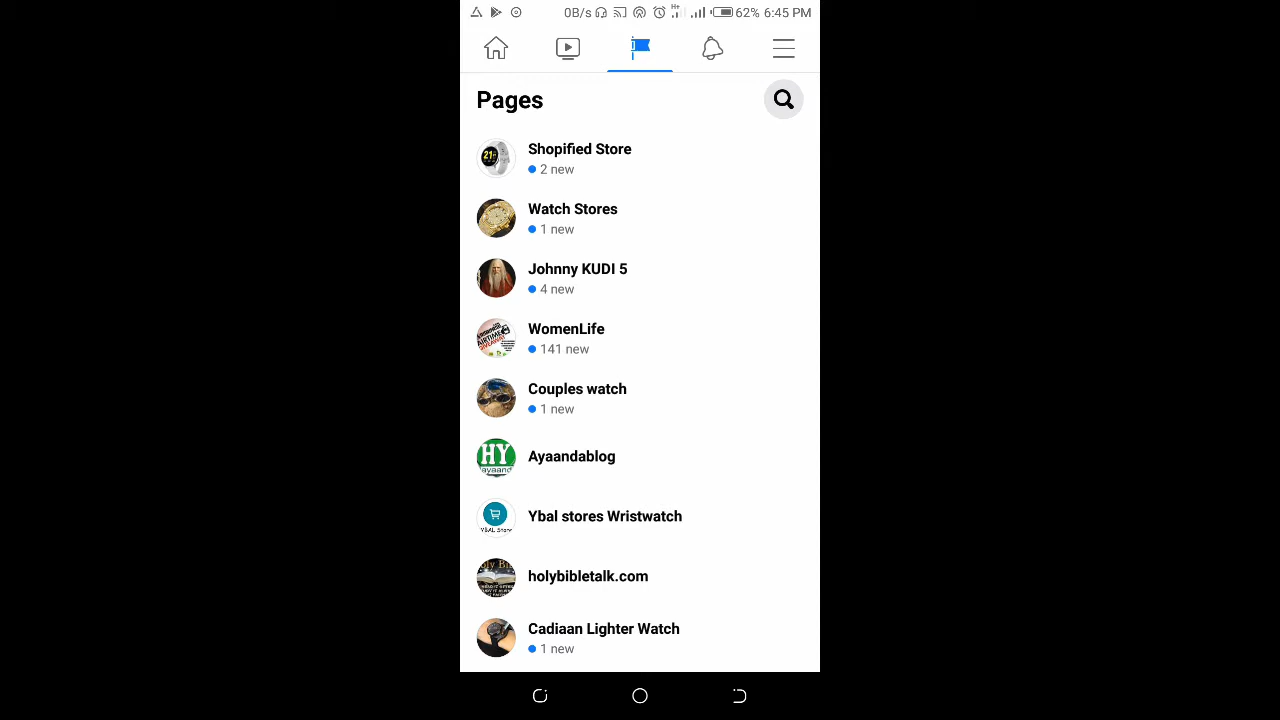 0B/s H+ 62% 6:45 PM
Pages
Shopified Store
2 new
Watch Stores
1 new
Johnny KUDI 5
4 new
WomenLife
141 new
Couples watch
1 new
Ayaandablog
HY
Ybal stores Wristwatch
holybibletalk.com
Cadiaan Lighter Watch
1 new